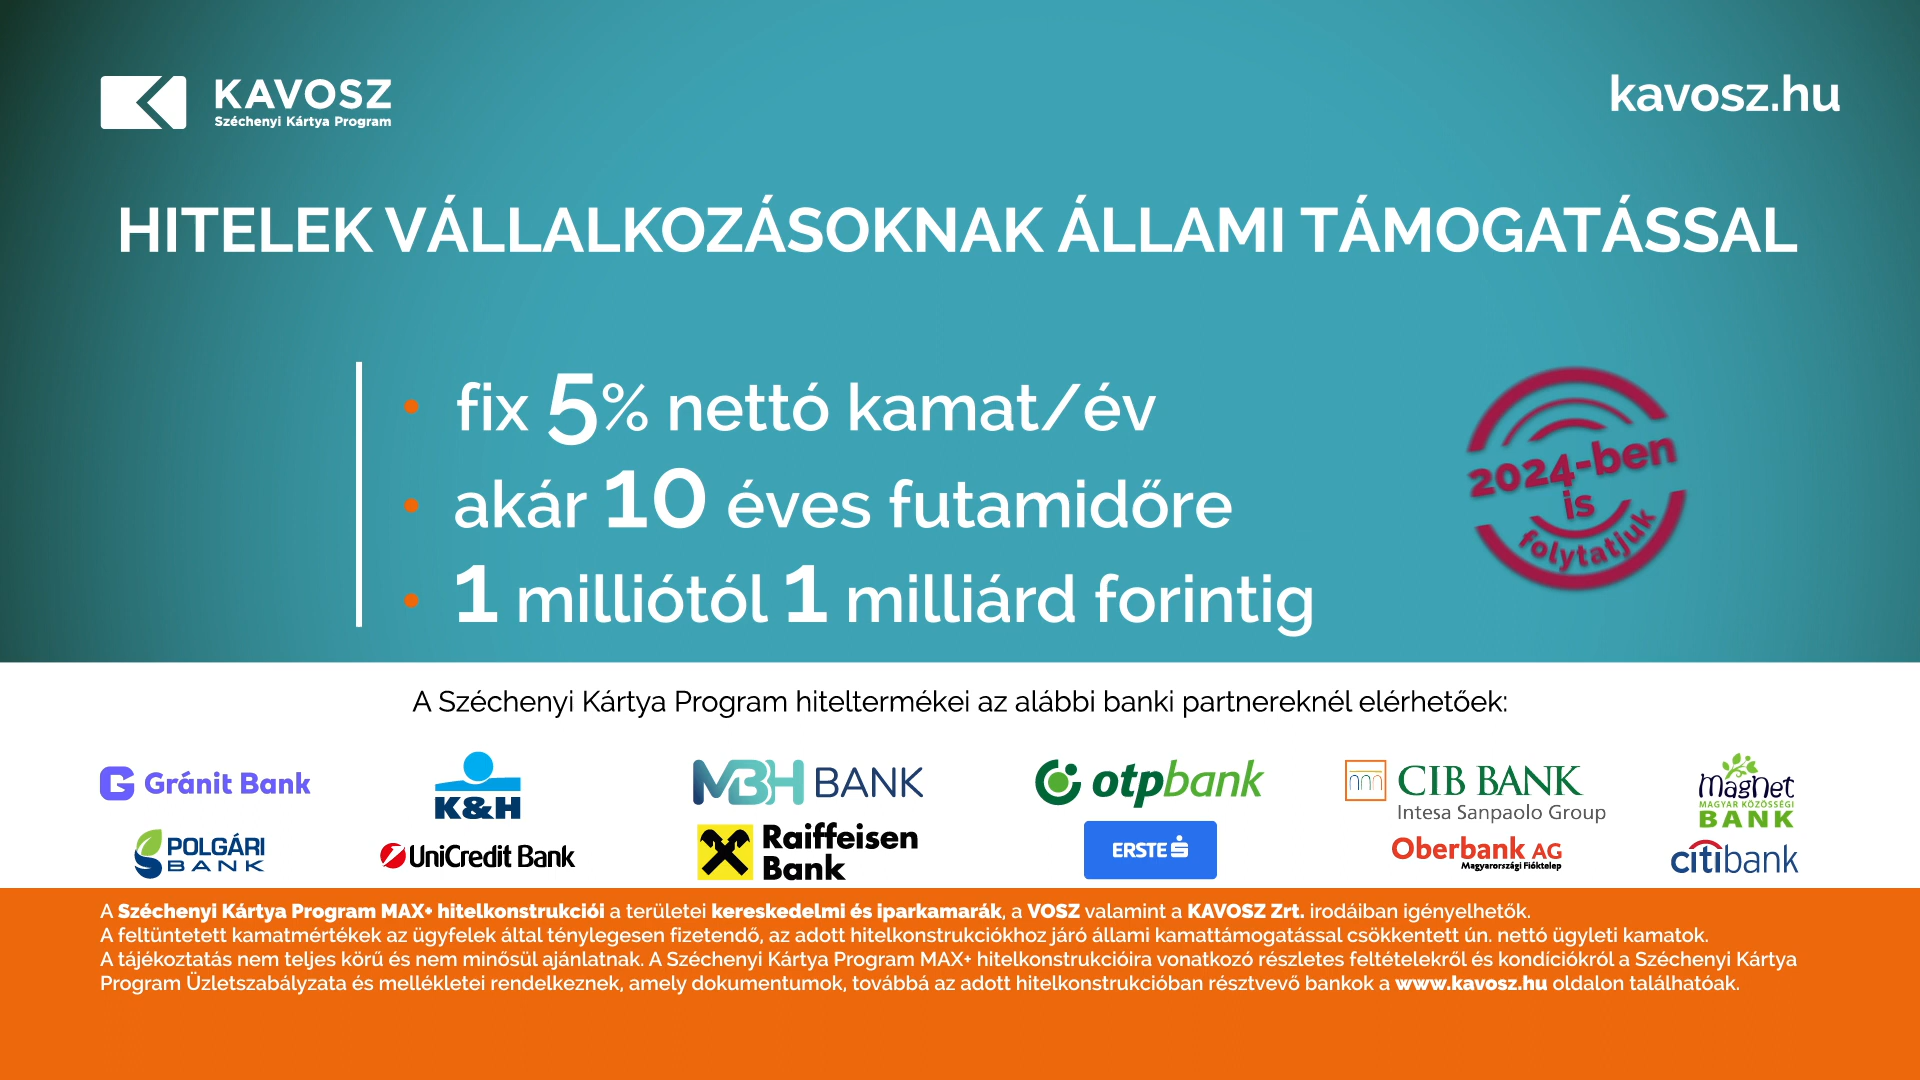 KAVOSZ
Széchenyi Kártya Program
kavosz.hu
HITELEK VÁLLALKOZÁSOKNAK ÁLLAMI TÁMOGATÁSSAL
• fix 5% nettó kamat/év
• akár 10 éves futamidőre
• 1 milliótól 1 milliárd forintig
2024-ben
is
folytatjuk
A Széchenyi Kártya Program hiteltermékei az alábbi banki partnereknél elérhetőek:
Gránit Bank
K&H
MBH BANK
otpbank
CIB BANK
Intesa Sanpaolo Group
MagNet
MAGYAR KÖZÖSSÉGI
BANK
POLGÁRI
BANK
UniCredit Bank
Raiffeisen
Bank
ERSTE
Oberbank AG
Magyarországi Fióktelep
citibank
A Széchenyi Kártya Program MAX+ hitelkonstrukciói a területei kereskedelmi és iparkamarák, a VOSZ valamint a KAVOSZ Zrt. irodáiban igényelhetők.
A feltüntetett kamatmértékek az ügyfelek által ténylegesen fizetendő, az adott hitelkonstrukciókhoz járó állami kamattámogatással csökkentett ún. nettó ügyleti kamatok.
A tájékoztatás nem teljes körű és nem minősül ajánlatnak. A Széchenyi Kártya Program MAX+ hitelkonstrukcióira vonatkozó részletes feltételekről és kondíciókról a Széchenyi Kártya
Program Üzletszabályzata és mellékletei rendelkeznek, amely dokumentumok, továbbá az adott hitelkonstrukcióban résztvevő bankok a www.kavosz.hu oldalon találhatóak.